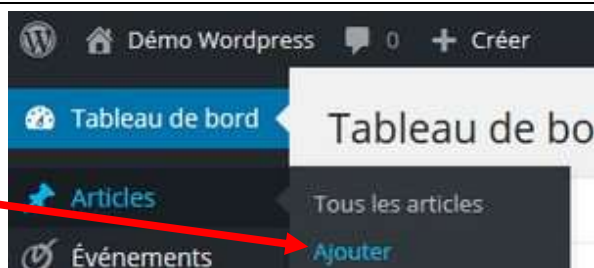 Démo Wordpress 0 + Créer
Tableau de bord Tableau de bo
Articles Tous les articles
Événements Ajouter